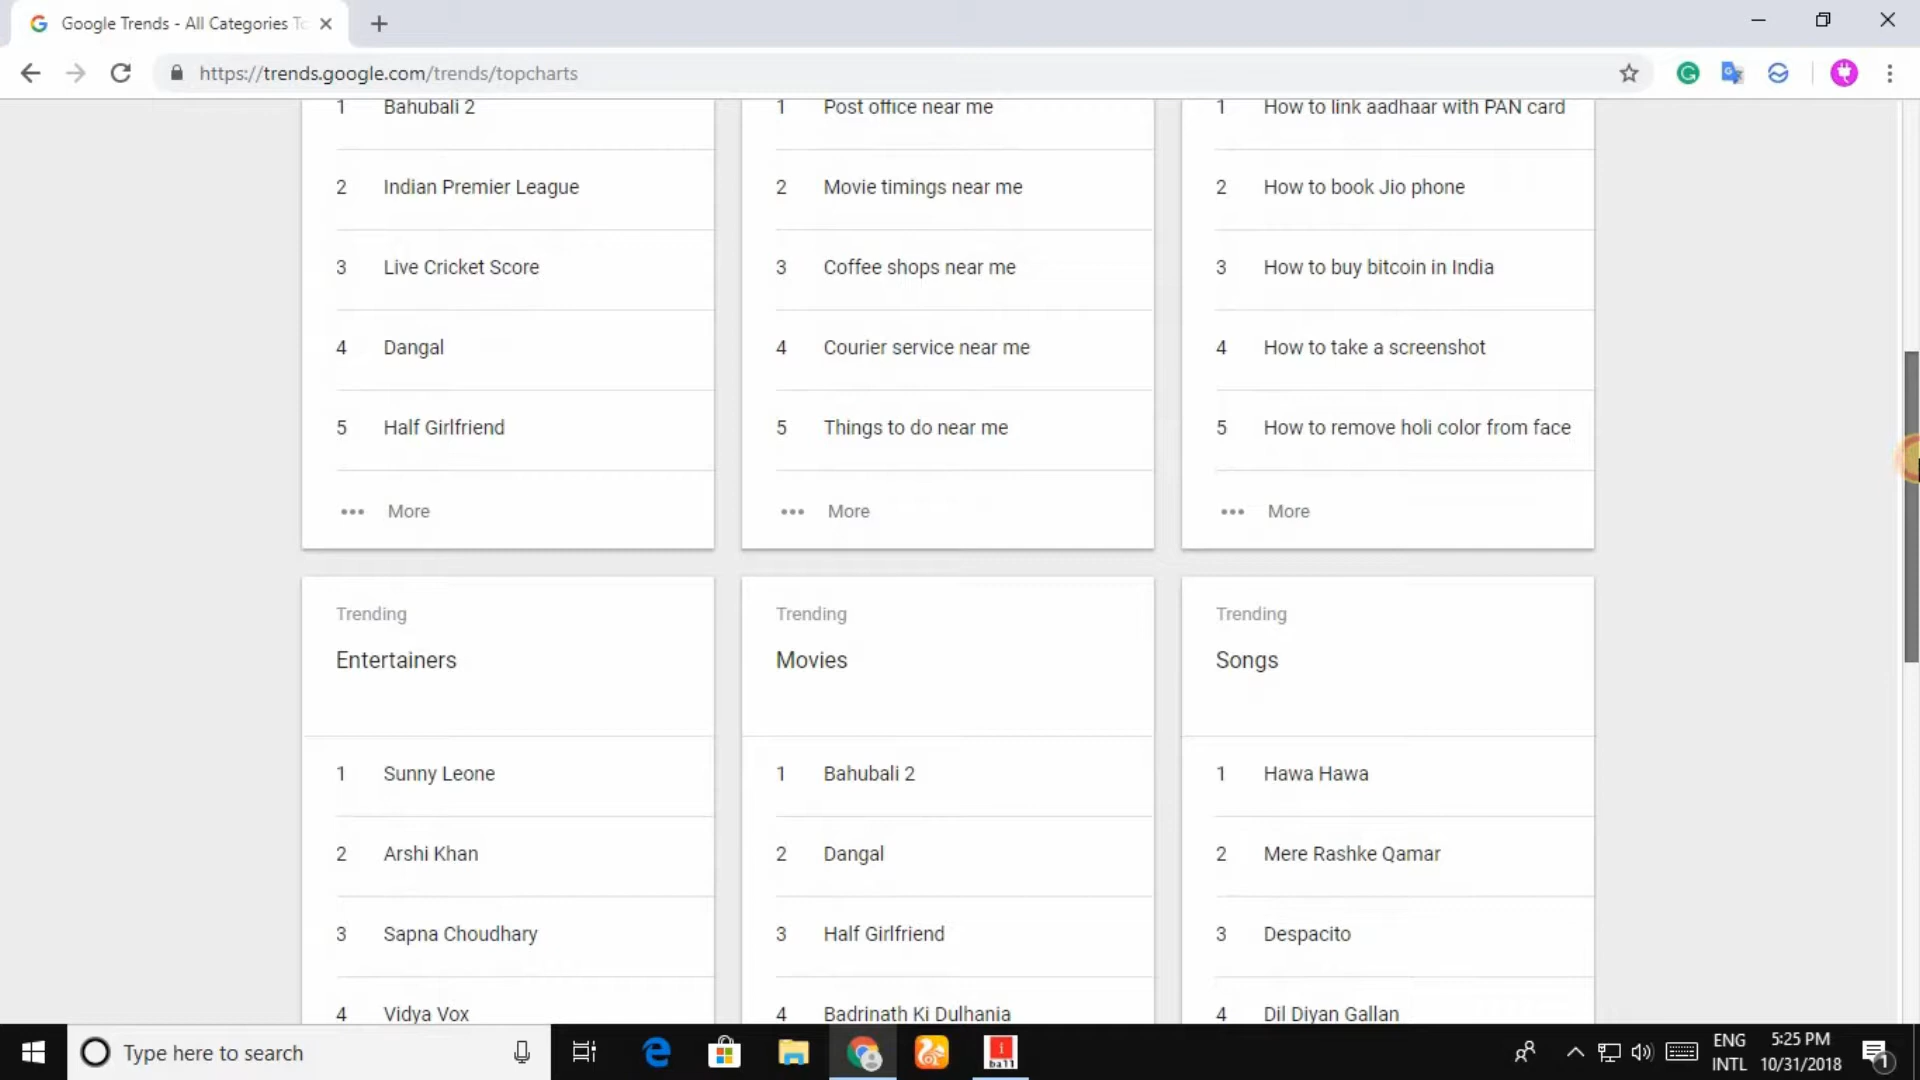 Google Trends - All Categories To
https://trends.google.com/trends/topcharts
1 Bahubali 2
2 Indian Premier League
3 Live Cricket Score
4 Dangal
5 Half Girlfriend
More
1 Post office near me
2 Movie timings near me
3 Coffee shops near me
4 Courier service near me
5 Things to do near me
More
1 How to link aadhaar with PAN card
2 How to book Jio phone
3 How to buy bitcoin in India
4 How to take a screenshot
5 How to remove holi color from face
More
Trending
Entertainers
1 Sunny Leone
2 Arshi Khan
3 Sapna Choudhary
4 Vidya Vox
Trending
Movies
1 Bahubali 2
2 Dangal
3 Half Girlfriend
4 Badrinath Ki Dulhania
Trending
Songs
1 Hawa Hawa
2 Mere Rashke Qamar
3 Despacito
4 Dil Diyan Gallan
Type here to search
i
ball
ENG
INTL
5:25 PM
10/31/2018
1